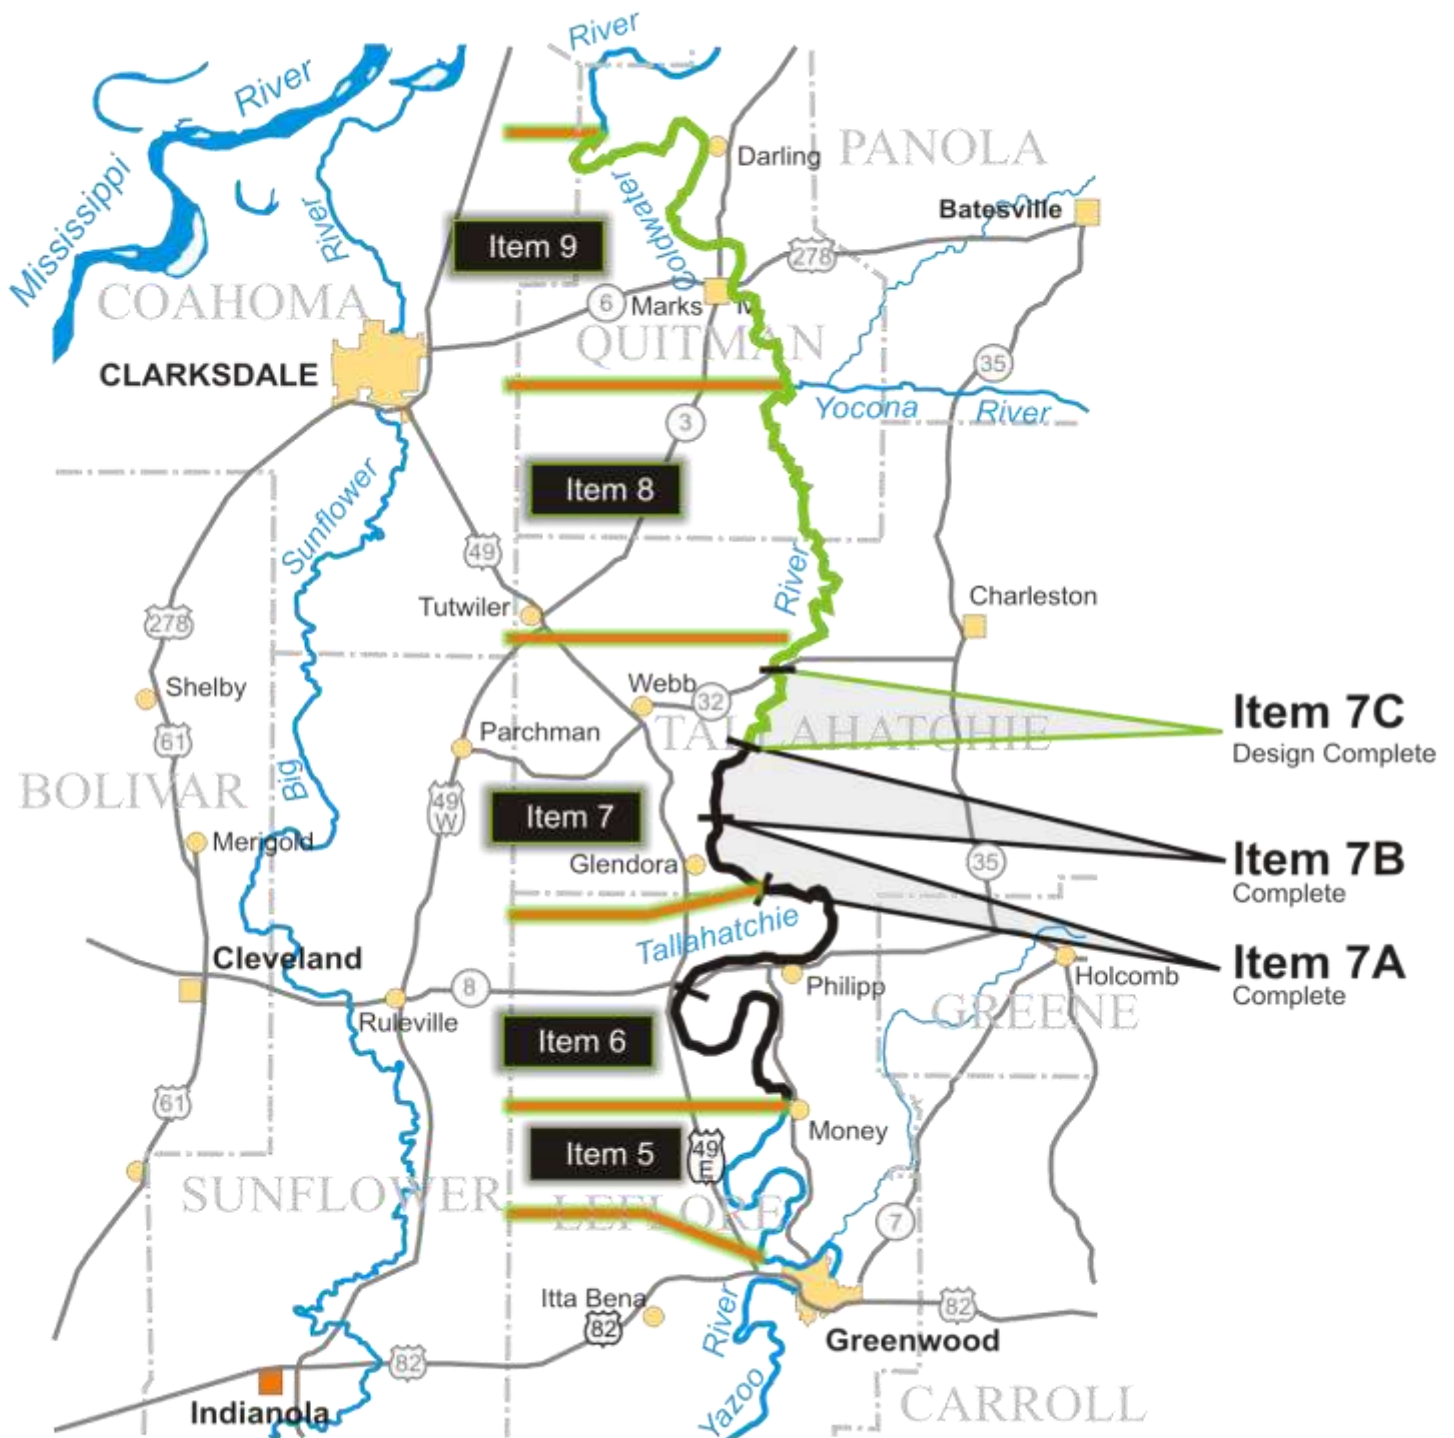 River
River
Mississippi
River
Darling
PANOLA
Batesville
Coldwater
Item 9
278
COAHOMA
6
Marks
M
QUITMAN
CLARKSDALE
35
Yocona
River
3
Sunflower
Item 8
49
River
Tutwiler
Charleston
278
Shelby
Webb
32
61
Parchman
TALLAHATCHIE
Item 7C
Design Complete
BOLIVAR
Big
49
W
Item 7
Merigold
Glendora
35
Item 7B
Complete
Tallahatchie
Cleveland
Item 7A
Complete
Holcomb
8
Philipp
Ruleville
GREENE
Item 6
61
Money
Item 5
49
E
SUNFLOWER
LEFLORE
7
Itta Bena
82
River
82
Greenwood
82
Indianola
Yazoo
CARROLL